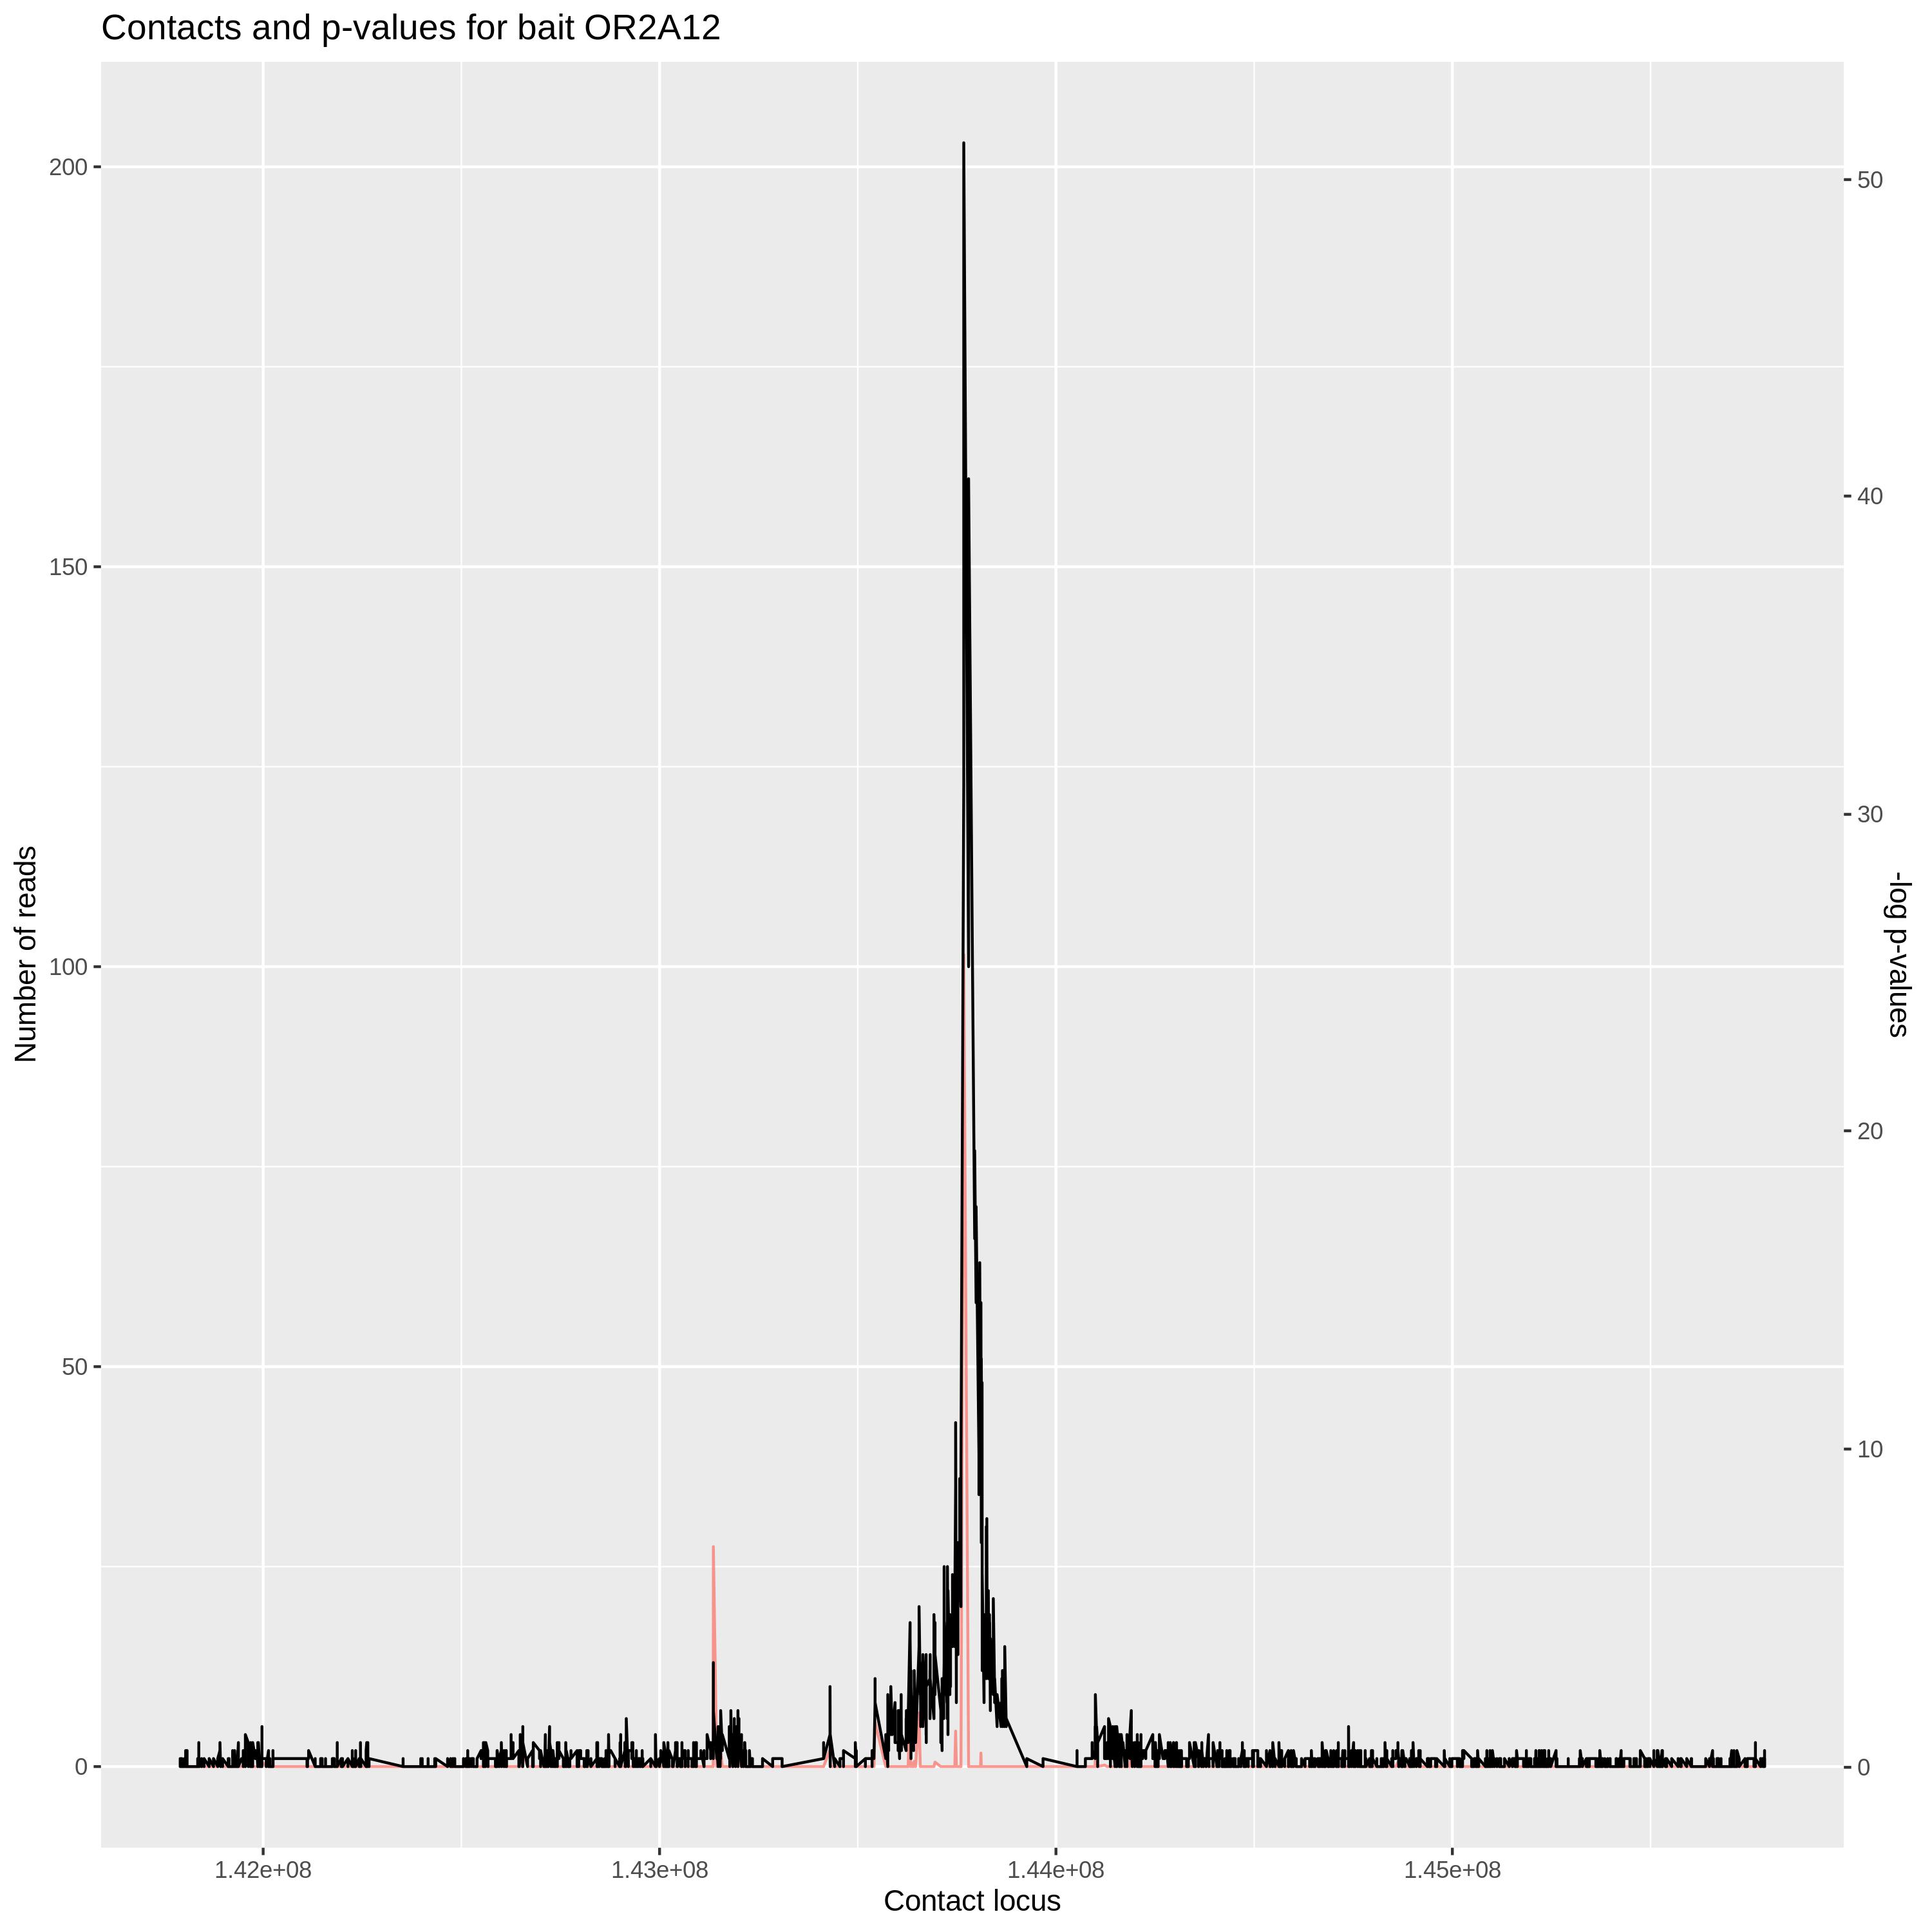 Contacts and p-values for bait OR2A12
200
150
100
50
0
Number of reads
50
40
30
20
10
0
-log p-values
1.42e+08
1.43e+08
1.44e+08
1.45e+08
Contact locus